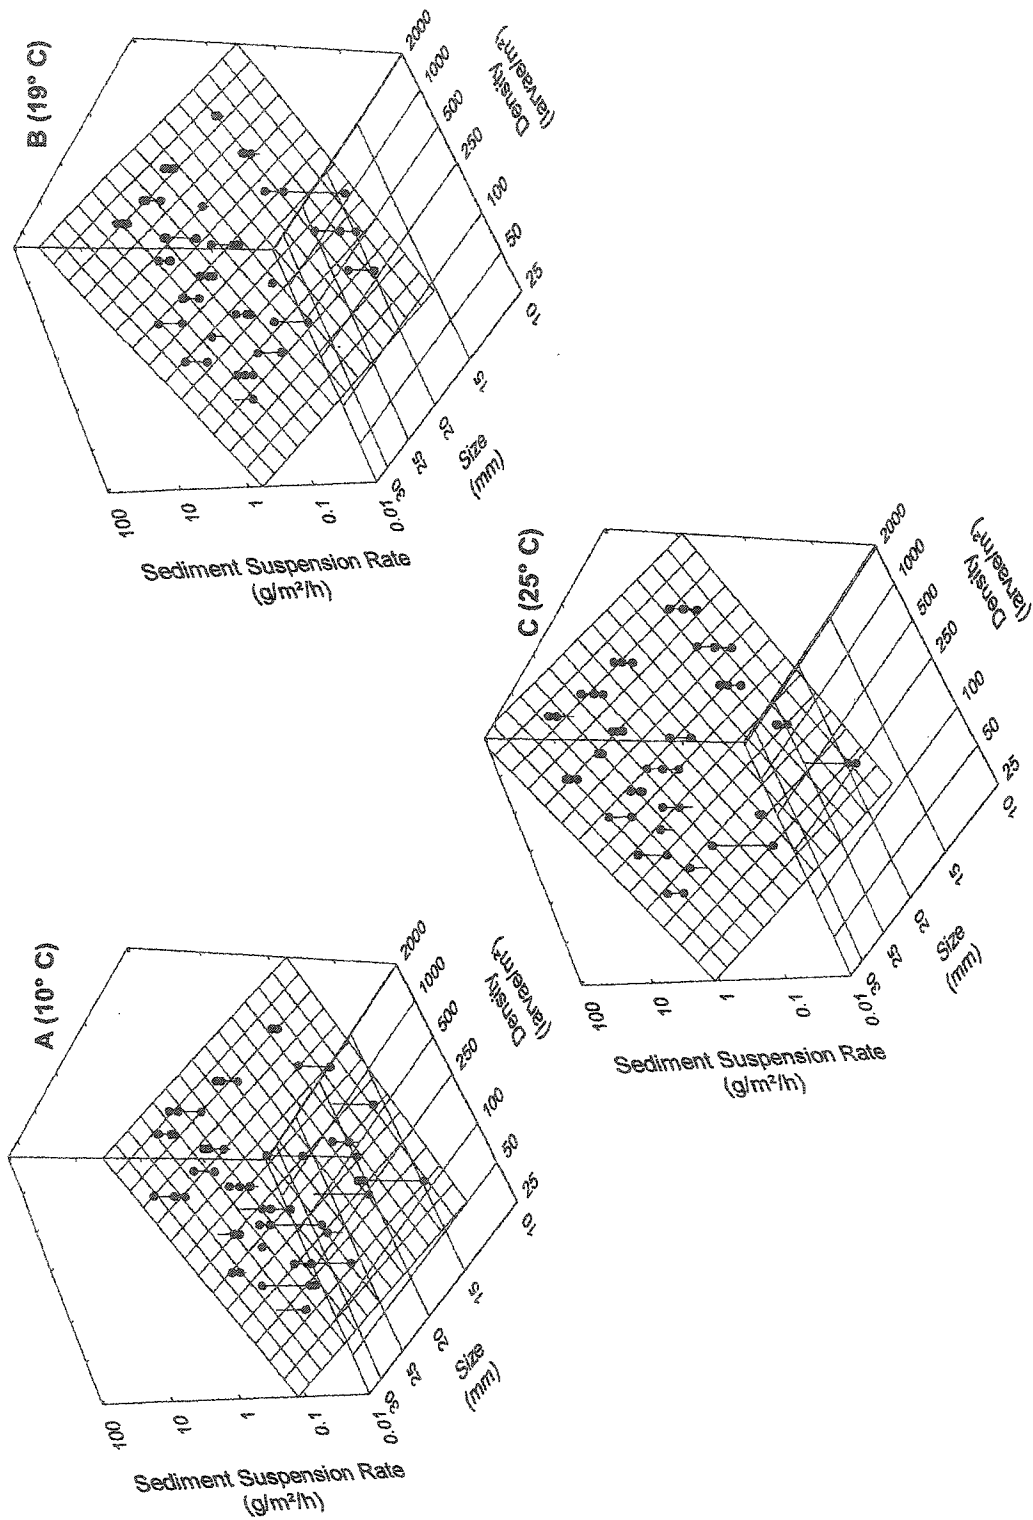 A (10° C)
100
10
1
0.1
0.01
Sediment Suspension Rate
(g/m²/h)
30
25
20
15
10
Size
(mm)
25
50
100
250
500
1000
2000
Density
(larvae/m²)
B (19° C)
100
10
1
0.1
0.01
Sediment Suspension Rate
(g/m²/h)
30
25
20
15
10
Size
(mm)
25
50
100
250
500
1000
2000
Density
(larvae/m²)
C (25° C)
100
10
1
0.1
0.01
Sediment Suspension Rate
(g/m²/h)
30
25
20
15
10
Size
(mm)
25
50
100
250
500
1000
2000
Density
(larvae/m²)